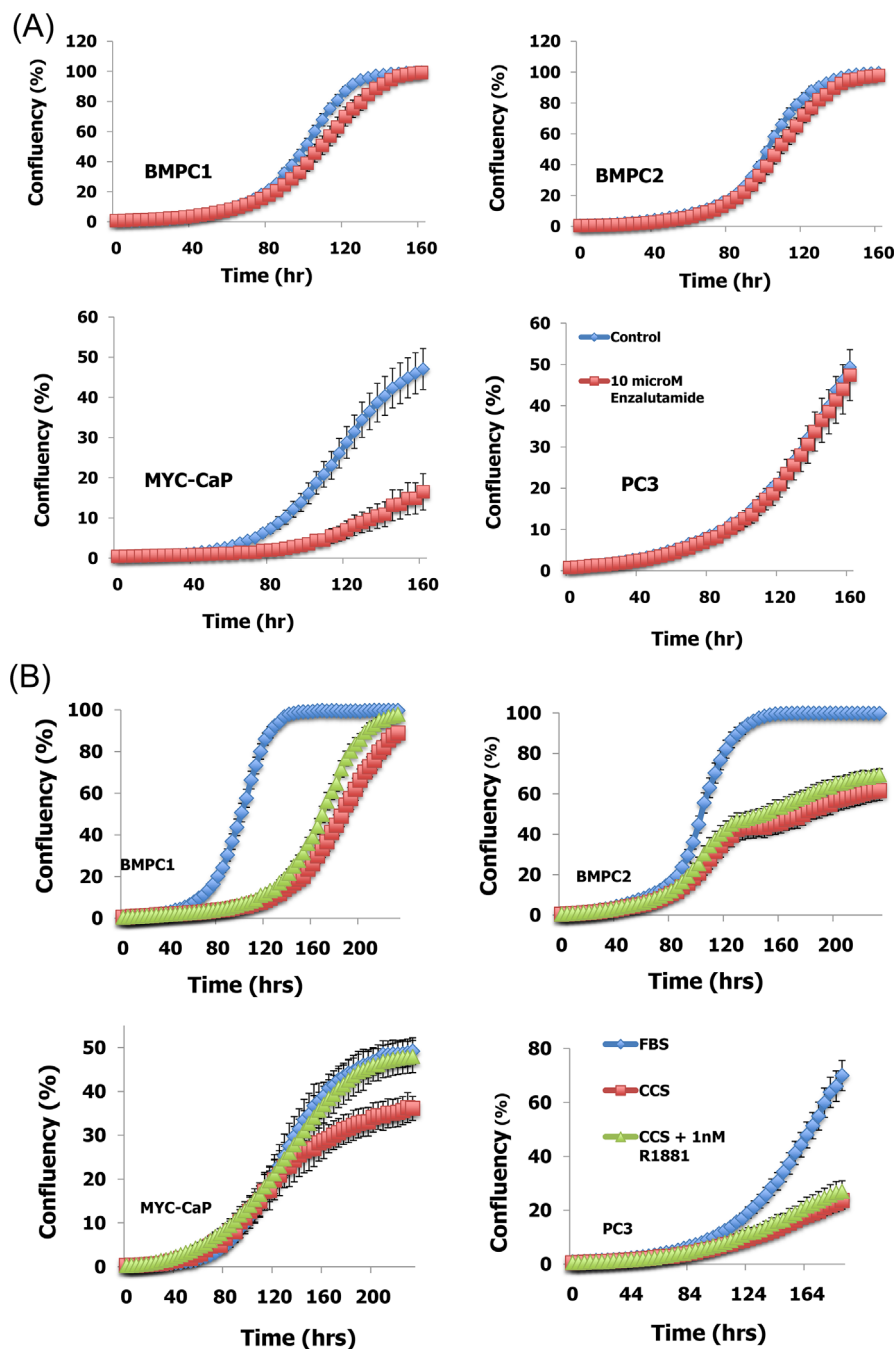 (A)
120
100
80
60
40
20
0
Confluency (%)
BMPC1
0 40 80 120 160
Time (hr)
120
100
80
60
40
20
0
Confluency (%)
BMPC2
0 40 80 120 160
Time (hr)
60
50
40
30
20
10
0
Confluency (%)
MYC-CaP
0 40 80 120 160
Time (hr)
60
50
40
30
20
10
0
Confluency (%)
Control
10 microM
Enzalutamide
PC3
0 40 80 120 160
Time (hr)
(B)
100
80
60
40
20
0
Confluency (%)
BMPC1
0 40 80 120 160 200
Time (hrs)
100
80
60
40
20
0
Confluency (%)
BMPC2
0 40 80 120 160 200
Time (hrs)
50
40
30
20
10
0
Confluency (%)
MYC-CaP
0 40 80 120 160 200
Time (hrs)
80
60
40
20
0
Confluency (%)
FBS
CCS
CCS + 1nM
R1881
PC3
0 44 84 124 164
Time (hrs)